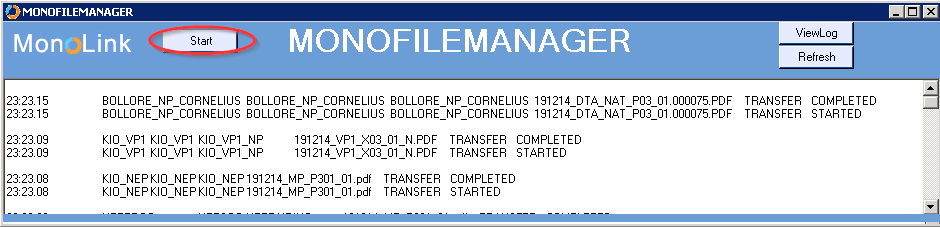 MONOFILEMANAGER
MonoLink
Start
MONOFILEMANAGER
ViewLog
Refresh
23:23.15 BOLLORE_NP_CORNELIUS BOLLORE_NP_CORNELIUS BOLLORE_NP_CORNELIUS 191214_DTA_NAT_P03_01.000075.PDF TRANSFER COMPLETED
23:23.15 BOLLORE_NP_CORNELIUS BOLLORE_NP_CORNELIUS BOLLORE_NP_CORNELIUS 191214_DTA_NAT_P03_01.000075.PDF TRANSFER STARTED
23:23.09 KIO_VP1 KIO_VP1 KIO_VP1_NP 191214_VP1_X03_01_N.PDF TRANSFER COMPLETED
23:23.09 KIO_VP1 KIO_VP1 KIO_VP1_NP 191214_VP1_X03_01_N.PDF TRANSFER STARTED
23:23.08 KIO_NEP KIO_NEP KIO_NEP 191214_MP_P301_01.pdf TRANSFER COMPLETED
23:23.08 KIO_NEP KIO_NEP KIO_NEP 191214_MP_P301_01.pdf TRANSFER STARTED